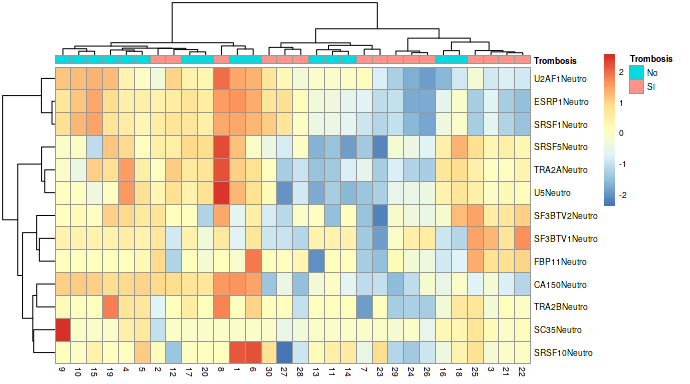 Trombosis
U2AF1Neutro
ESRP1Neutro
SRSF1Neutro
SRSF5Neutro
TRA2ANeutro
U5Neutro
SF3BTV2Neutro
SF3BTV1Neutro
FBP11Neutro
CA150Neutro
TRA2BNeutro
SC35Neutro
SRSF10Neutro
9 10 15 19 4 5 2 12 17 20 8 1 6 30 27 28 13 11 14 7 23 29 24 26 16 18 25 3 21 22
2
1
0
-1
-2
Trombosis
No
SI